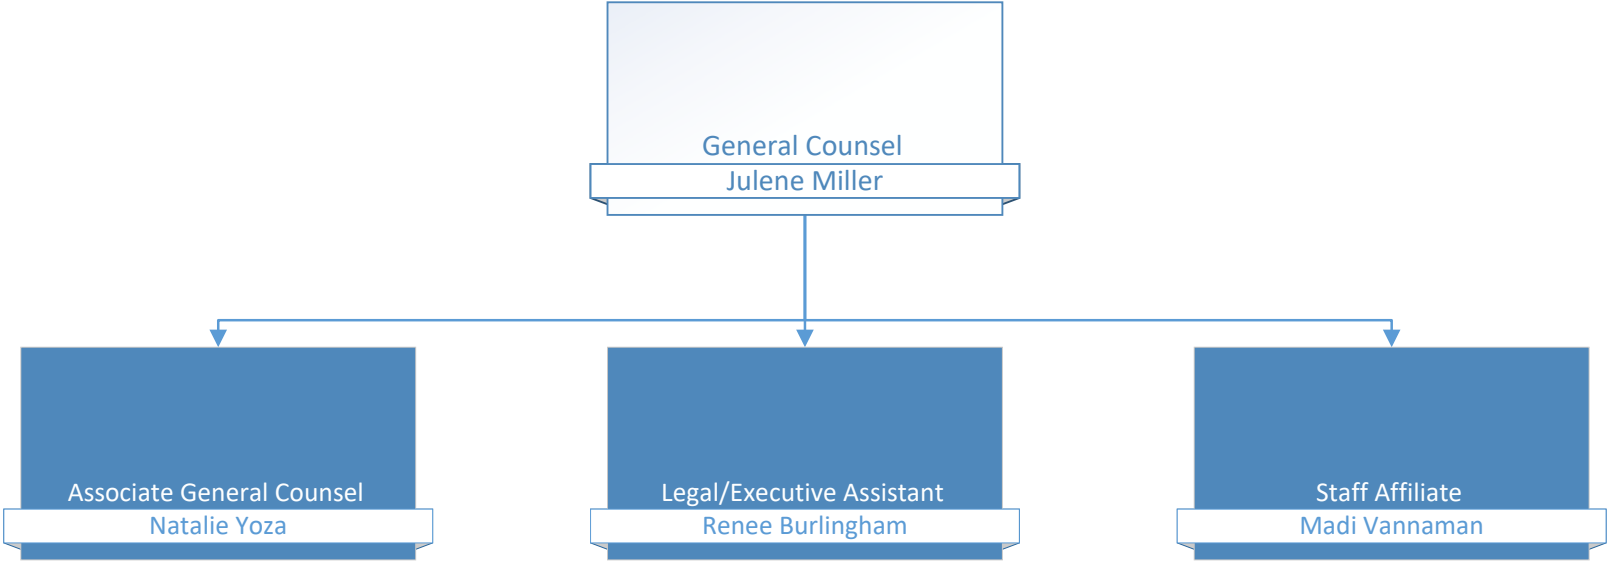 General Counsel
Julene Miller
Associate General Counsel
Natalie Yoza
Legal/Executive Assistant
Renee Burlingham
Staff Affiliate
Madi Vannaman